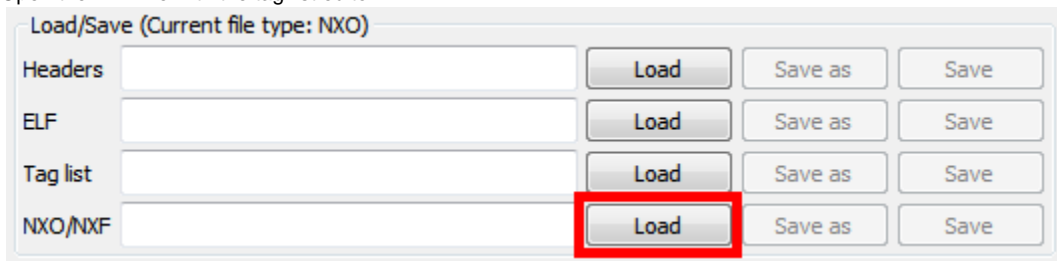 Load/Save (Current file type: NXO)
Headers Load Save as Save
ELF Load Save as Save
Tag list Load Save as Save
NXO/NXF Load Save as Save